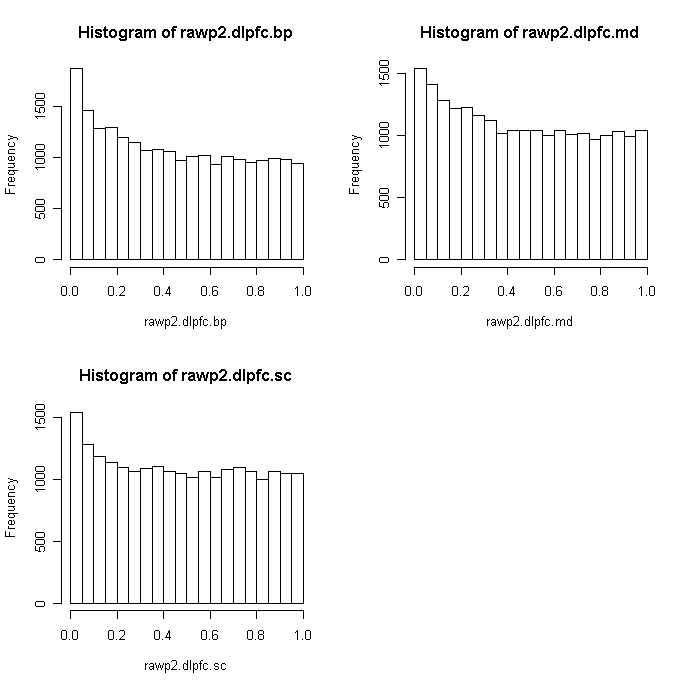 Histogram of rawp2.dlpfc.bp
Frequency
0 500 1000 1500
0.0 0.2 0.4 0.6 0.8 1.0
rawp2.dlpfc.bp
Histogram of rawp2.dlpfc.md
Frequency
0 500 1000 1500
0.0 0.2 0.4 0.6 0.8 1.0
rawp2.dlpfc.md
Histogram of rawp2.dlpfc.sc
Frequency
0 500 1000 1500
0.0 0.2 0.4 0.6 0.8 1.0
rawp2.dlpfc.sc